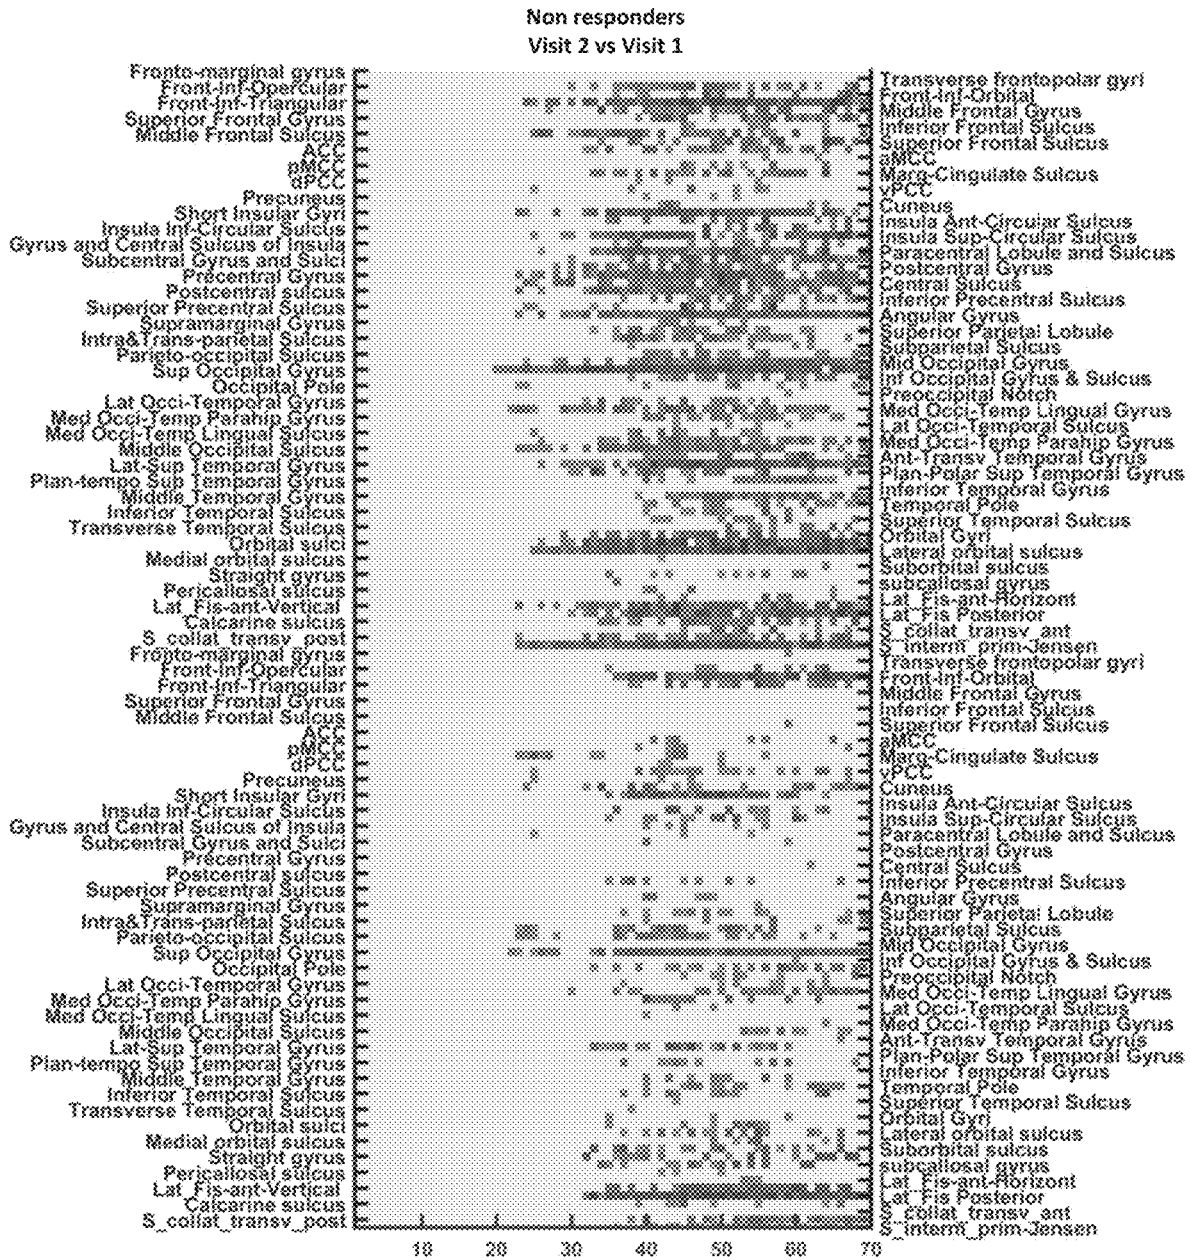 Non responders
Visit 2 vs Visit 1
Fronto-marginal gyrus
Front-Inf-Opercular
Front-Inf-Triangular
Superior Frontal Gyrus
Middle Frontal Sulcus
ACC
pMCC
dPCC
Precuneus
Short Insular Gyri
Insula Inf-Circular Sulcus
Gyrus and Central Sulcus of Insula
Subcentral Gyrus and Sulci
Precentral Gyrus
Postcentral sulcus
Superior Precentral Sulcus
Supramarginal Gyrus
Intra&Trans-parietal Sulcus
Parieto-occipital Sulcus
Sup Occipital Gyrus
Occipital Pole
Lat Occi-Temporal Gyrus
Med Occi-Temp Parahip Gyrus
Med Occi-Temp Lingual Sulcus
Middle Occipital Sulcus
Lat-Sup Temporal Gyrus
Plan-tempo Sup Temporal Gyrus
Middle Temporal Gyrus
Inferior Temporal Sulcus
Transverse Temporal Sulcus
Orbital sulci
Medial orbital sulcus
Straight gyrus
Pericallosal sulcus
Lat_Fis-ant-Vertical
Calcarine sulcus
S_collat_transv_post
Fronto-marginal gyrus
Front-Inf-Opercular
Front-Inf-Triangular
Superior Frontal Gyrus
Middle Frontal Sulcus
ACC
pMCC
dPCC
Precuneus
Short Insular Gyri
Insula Inf-Circular Sulcus
Gyrus and Central Sulcus of Insula
Subcentral Gyrus and Sulci
Precentral Gyrus
Postcentral sulcus
Superior Precentral Sulcus
Supramarginal Gyrus
Intra&Trans-parietal Sulcus
Parieto-occipital Sulcus
Sup Occipital Gyrus
Occipital Pole
Lat Occi-Temporal Gyrus
Med Occi-Temp Parahip Gyrus
Med Occi-Temp Lingual Sulcus
Middle Occipital Sulcus
Lat-Sup Temporal Gyrus
Plan-tempo Sup Temporal Gyrus
Middle Temporal Gyrus
Inferior Temporal Sulcus
Transverse Temporal Sulcus
Orbital sulci
Medial orbital sulcus
Straight gyrus
Pericallosal sulcus
Lat_Fis-ant-Vertical
Calcarine sulcus
S_collat_transv_post
Transverse frontopolar gyri
Front-Inf-Orbital
Middle Frontal Gyrus
Inferior Frontal Sulcus
Superior Frontal Sulcus
aMCC
Marg-Cingulate Sulcus
vPCC
Cuneus
Insula Ant-Circular Sulcus
Insula Sup-Circular Sulcus
Paracentral Lobule and Sulcus
Postcentral Gyrus
Central Sulcus
Inferior Precentral Sulcus
Angular Gyrus
Superior Parietal Lobule
Subparietal Sulcus
Mid Occipital Gyrus
Inf Occipital Gyrus & Sulcus
Preoccipital Notch
Med Occi-Temp Lingual Gyrus
Lat Occi-Temporal Sulcus
Med Occi-Temp Parahip Gyrus
Ant-Transv Temporal Gyrus
Plan-Polar Sup Temporal Gyrus
Inferior Temporal Gyrus
Temporal Pole
Superior Temporal Sulcus
Orbital Gyri
Lateral orbital sulcus
Suborbital sulcus
subcallosal gyrus
Lat_Fis-ant-Horizont
Lat_Fis Posterior
S_collat_transv_ant
S_interm_prim-Jensen
Transverse frontopolar gyri
Front-Inf-Orbital
Middle Frontal Gyrus
Inferior Frontal Sulcus
Superior Frontal Sulcus
aMCC
Marg-Cingulate Sulcus
vPCC
Cuneus
Insula Ant-Circular Sulcus
Insula Sup-Circular Sulcus
Paracentral Lobule and Sulcus
Postcentral Gyrus
Central Sulcus
Inferior Precentral Sulcus
Angular Gyrus
Superior Parietal Lobule
Subparietal Sulcus
Mid Occipital Gyrus
Inf Occipital Gyrus & Sulcus
Preoccipital Notch
Med Occi-Temp Lingual Gyrus
Lat Occi-Temporal Sulcus
Med Occi-Temp Parahip Gyrus
Ant-Transv Temporal Gyrus
Plan-Polar Sup Temporal Gyrus
Inferior Temporal Gyrus
Temporal Pole
Superior Temporal Sulcus
Orbital Gyri
Lateral orbital sulcus
Suborbital sulcus
subcallosal gyrus
Lat_Fis-ant-Horizont
Lat_Fis Posterior
S_collat_transv_ant
S_interm_prim-Jensen
10 20 30 40 50 60 70